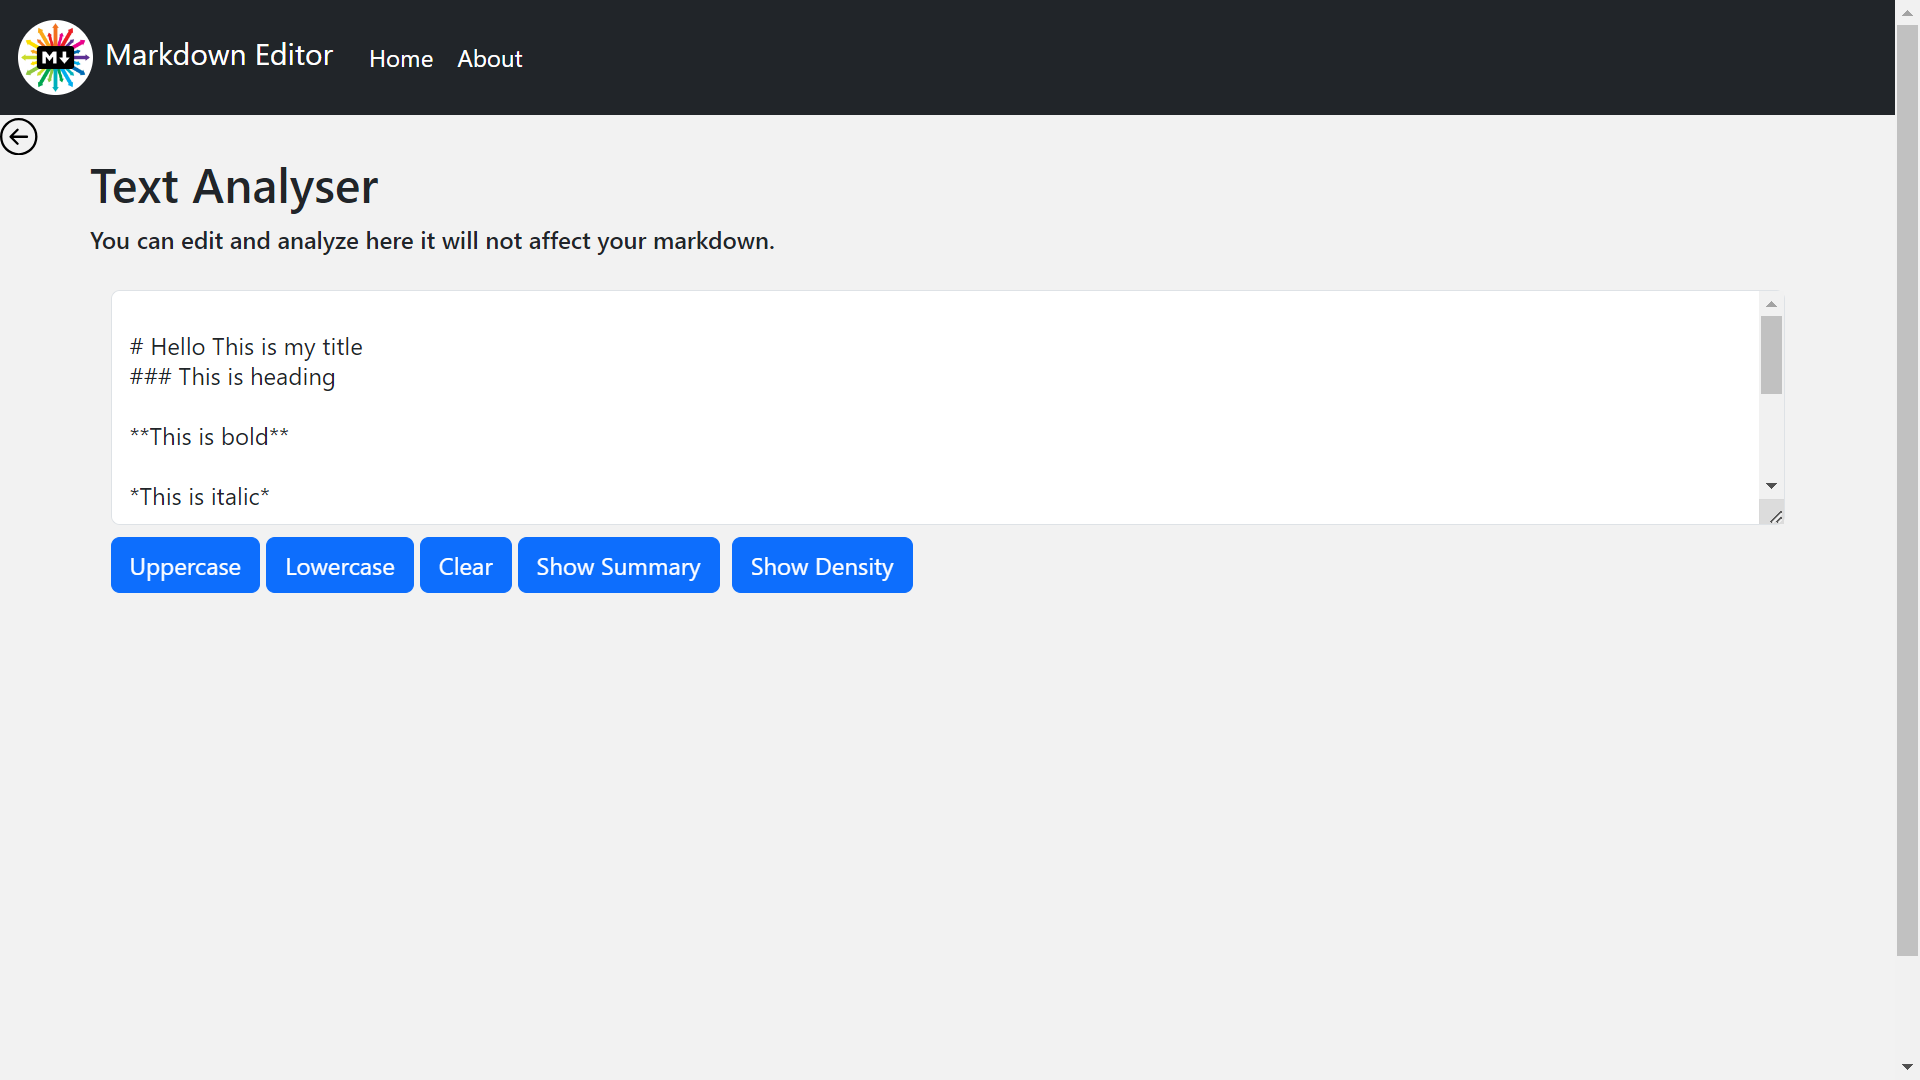 M↓ Markdown Editor Home About
Text Analyser
You can edit and analyze here it will not affect your markdown.
# Hello This is my title
### This is heading
**This is bold**
*This is italic*
Uppercase Lowercase Clear Show Summary Show Density